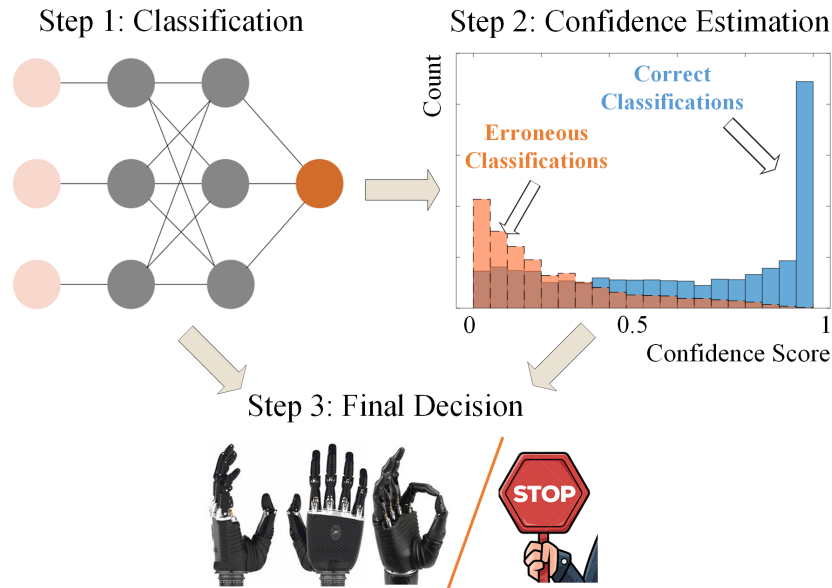 Step 1: Classification
Step 2: Confidence Estimation
Count
Correct
Classifications
Erroneous
Classifications
0
0.5
1
Confidence Score
Step 3: Final Decision
STOP